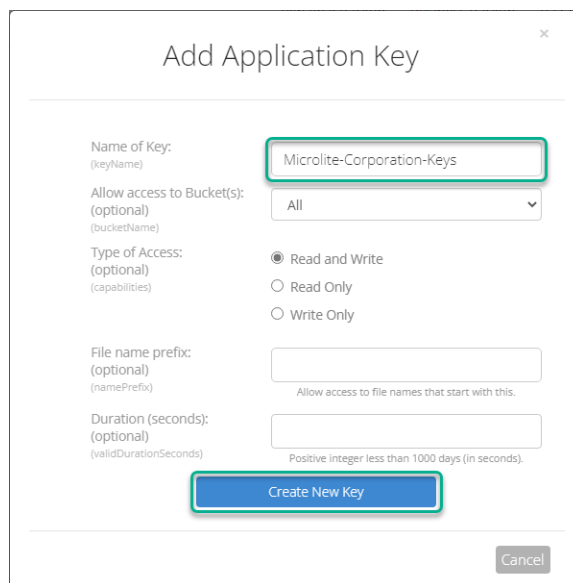 ×
Add Application Key
Name of Key:
(keyName)
Microlite-Corporation-Keys
Allow access to Bucket(s):
(optional)
(bucketName)
All
Type of Access:
(optional)
(capabilities)
Read and Write
Read Only
Write Only
File name prefix:
(optional)
(namePrefix)
Allow access to file names that start with this.
Duration (seconds):
(optional)
(validDurationSeconds)
Positive integer less than 1000 days (in seconds).
Create New Key
Cancel